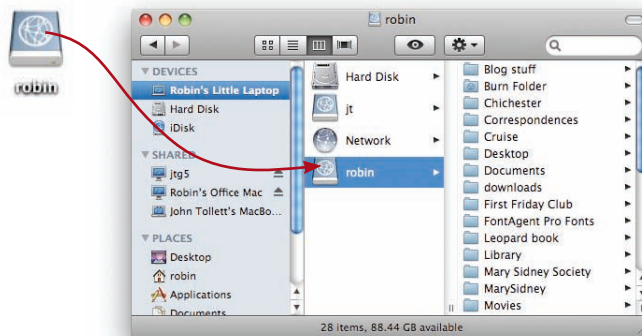 robin
robin
DEVICES
Robin's Little Laptop
Hard Disk
iDisk
SHARED
jtg5
Robin's Office Mac
John Tollett's MacBo...
PLACES
Desktop
robin
Applications
Documents
Hard Disk
jt
Network
robin
Blog stuff
Burn Folder
Chichester
Correspondences
Cruise
Desktop
Documents
downloads
First Friday Club
FontAgent Pro Fonts
Leopard book
Library
Mary Sidney Society
MarySidney
Movies
28 items, 88.44 GB available